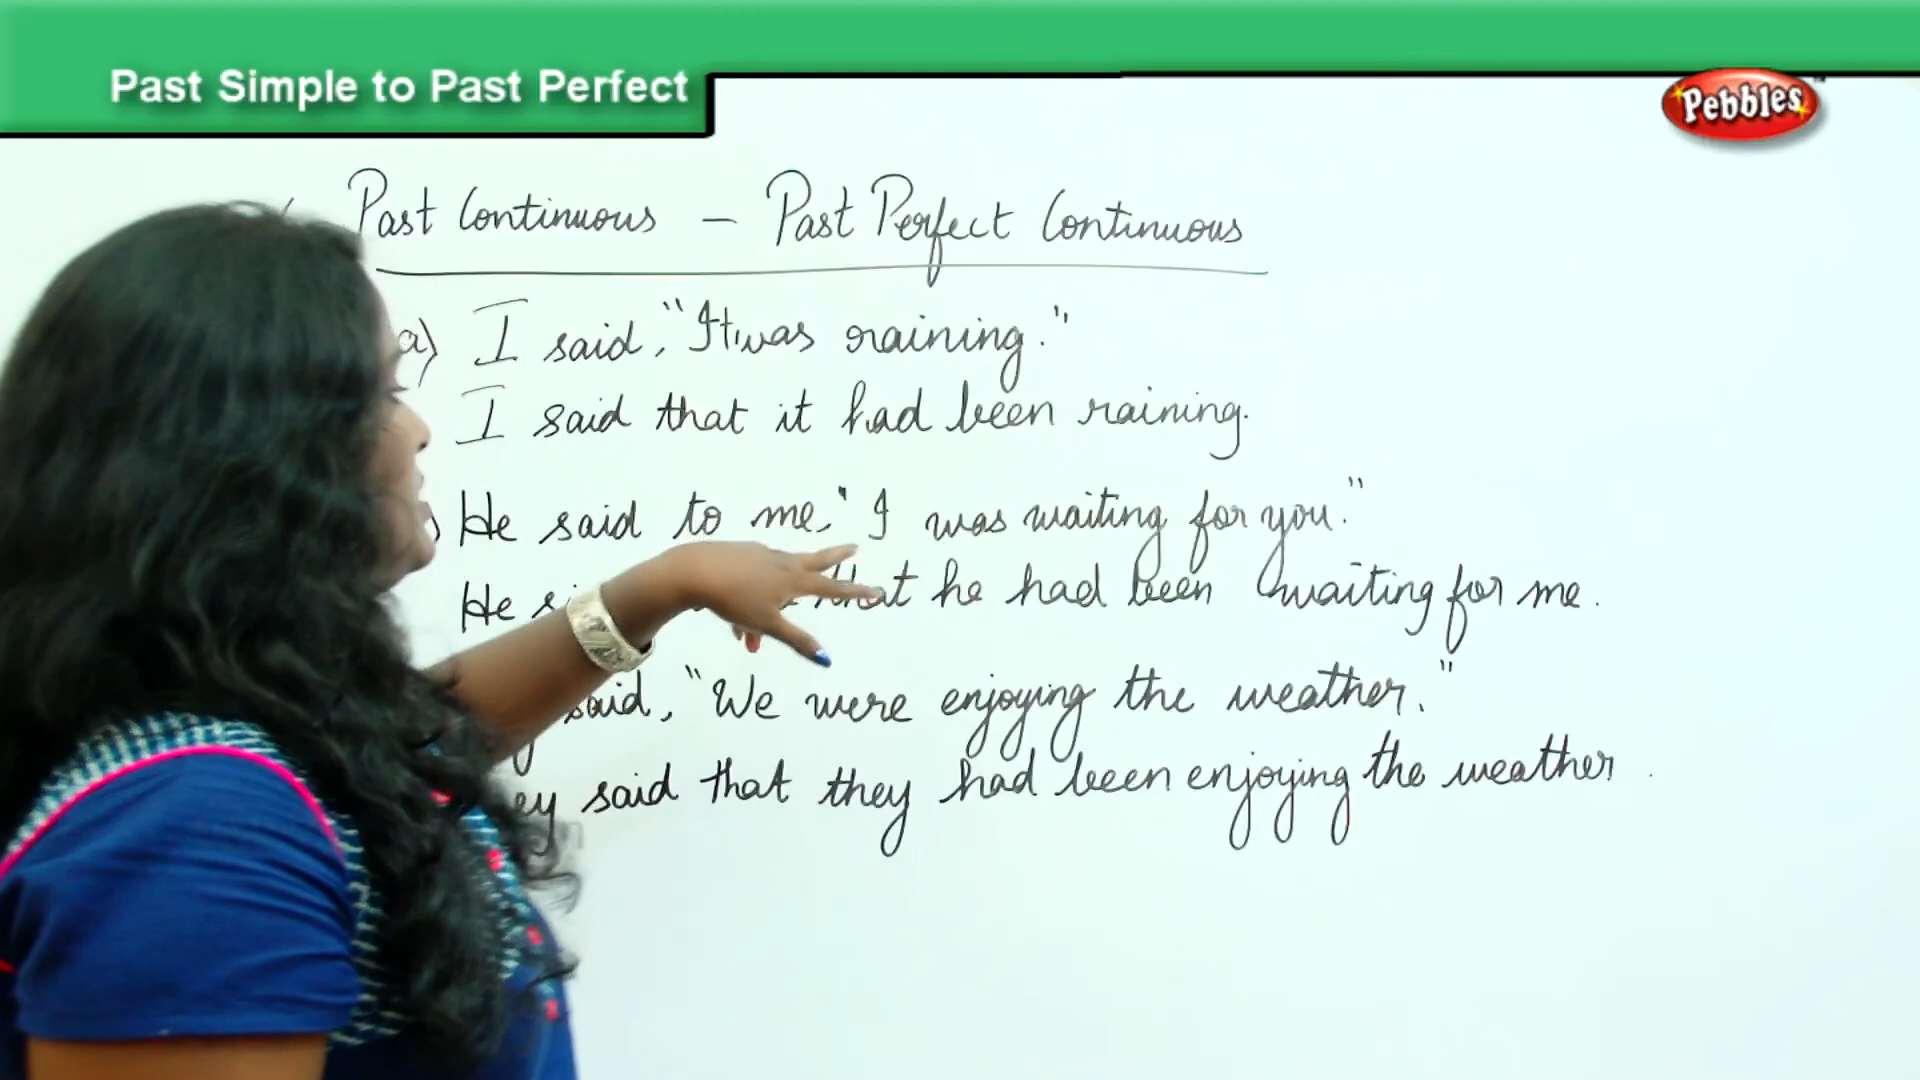 Past Simple to Past Perfect
Pebbles
Past Continuous – Past Perfect Continuous
a) I said, "It was raining."
I said that it had been raining.
He said to me, "I was waiting for you."
He that he had been waiting for me.
said, "We were enjoying the weather."
said that they had been enjoying the weather.